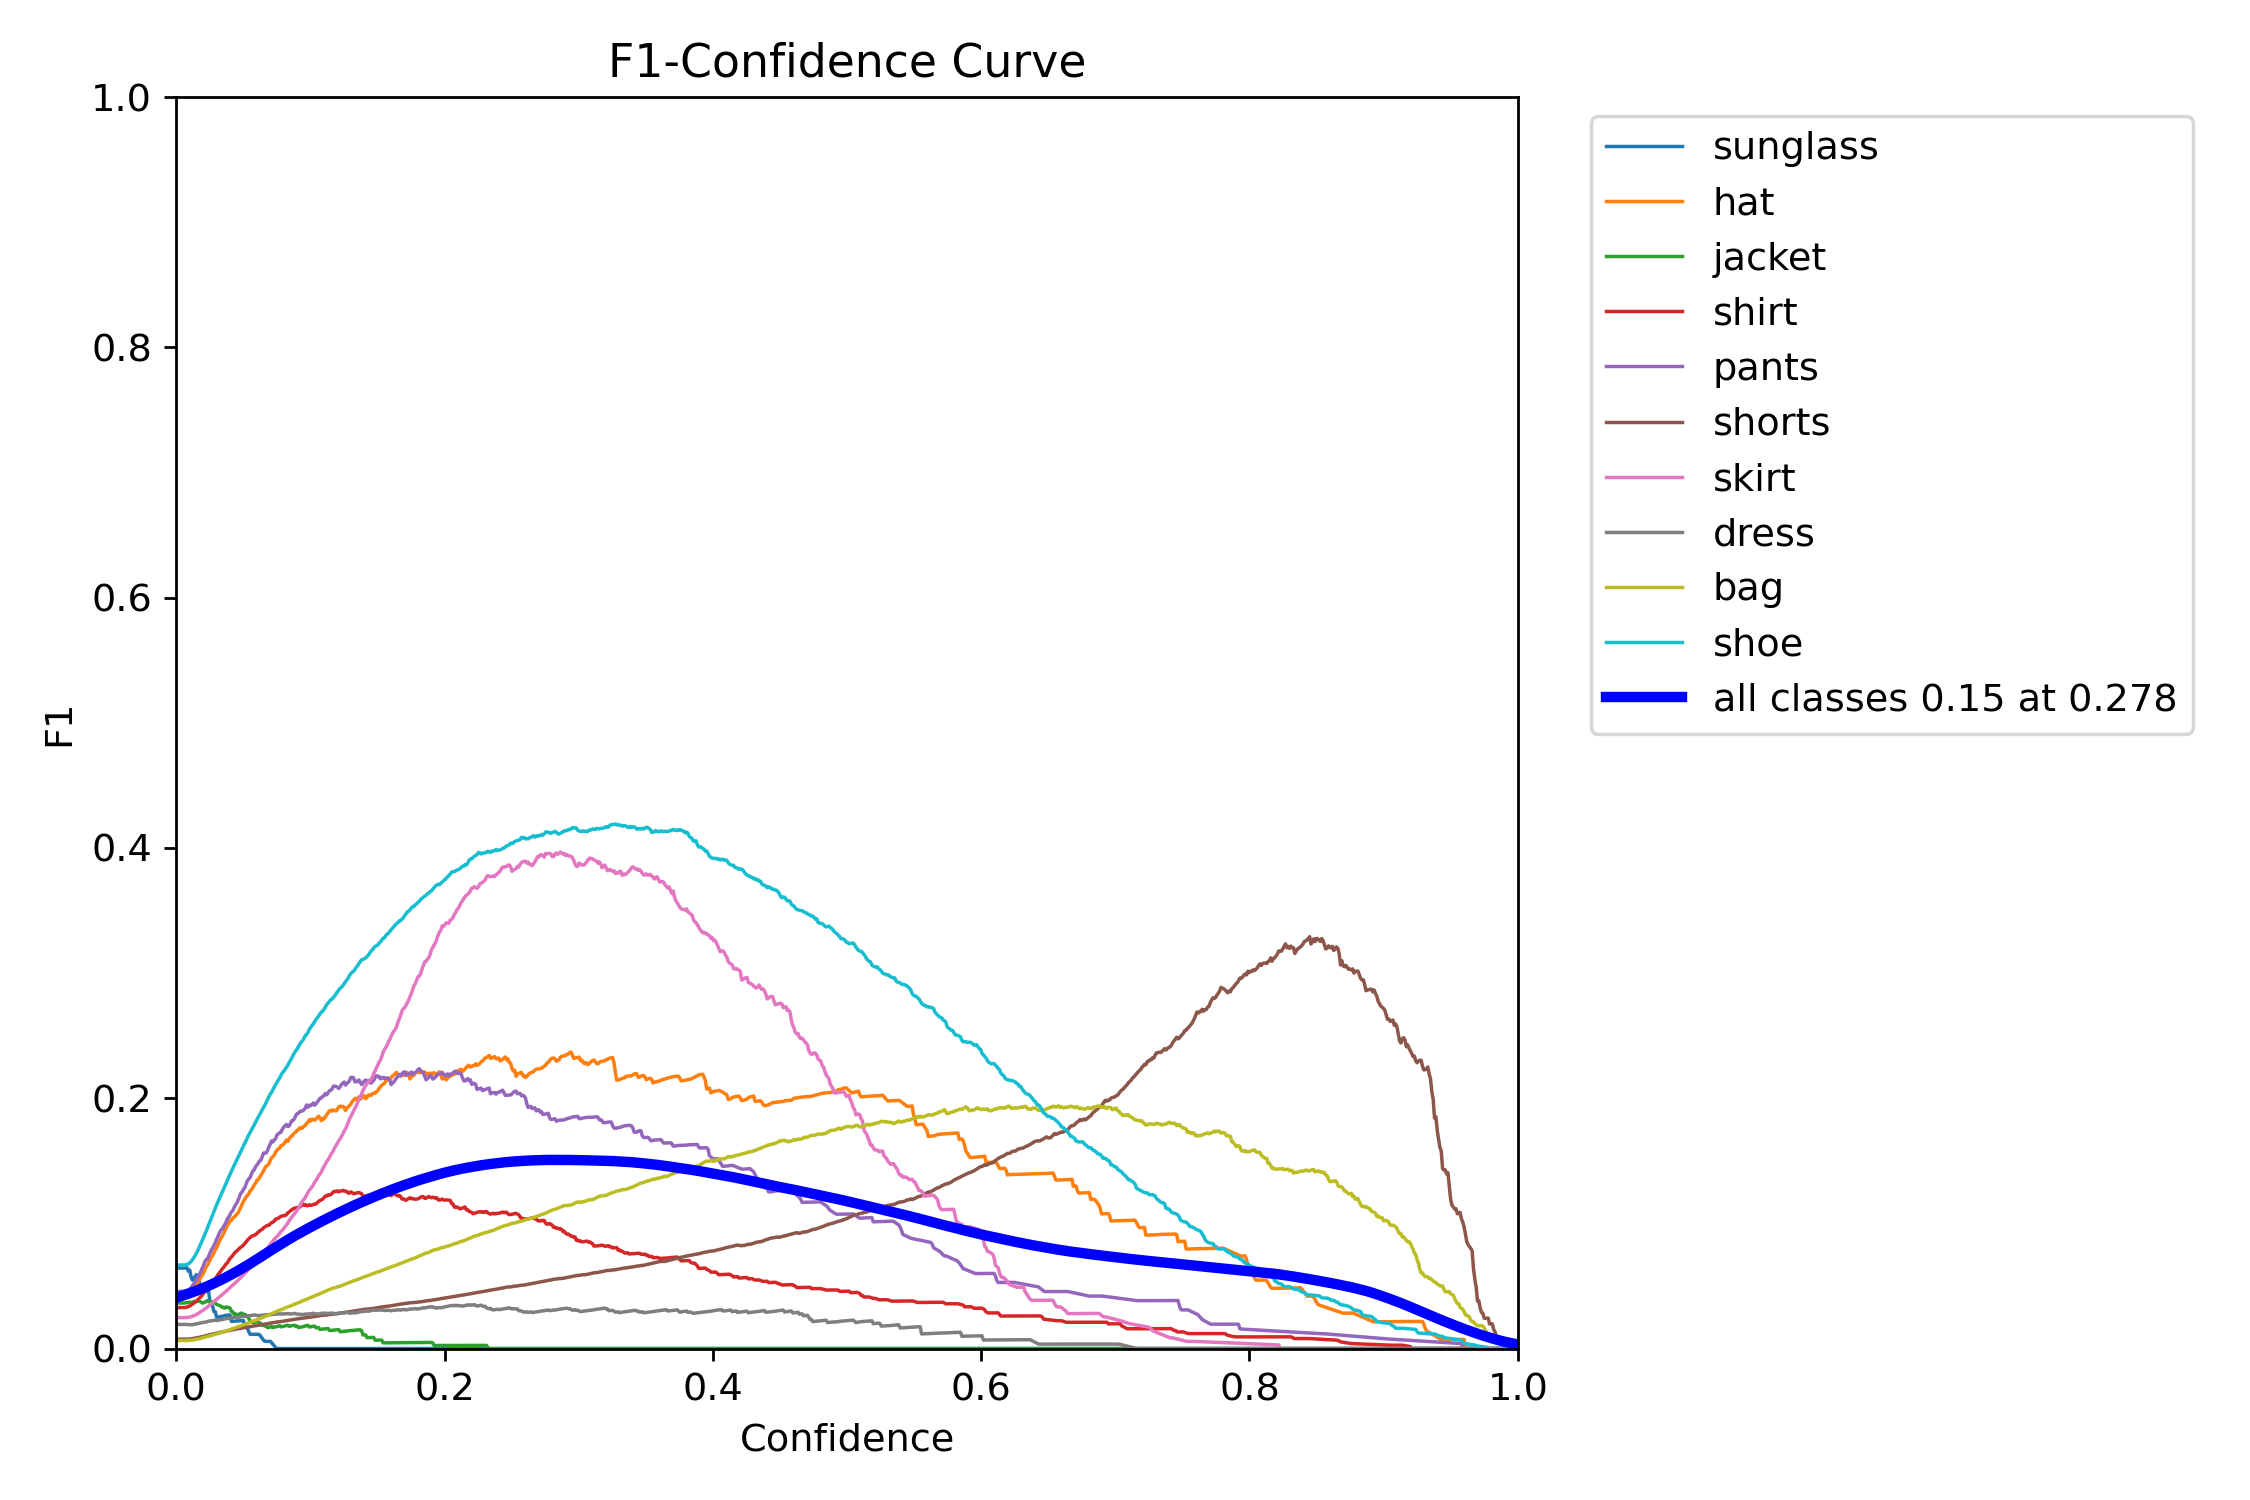 F1-Confidence Curve
1.0
0.8
0.6
0.4
0.2
0.0
F1
0.0 0.2 0.4 0.6 0.8 1.0
Confidence
sunglass
hat
jacket
shirt
pants
shorts
skirt
dress
bag
shoe
all classes 0.15 at 0.278